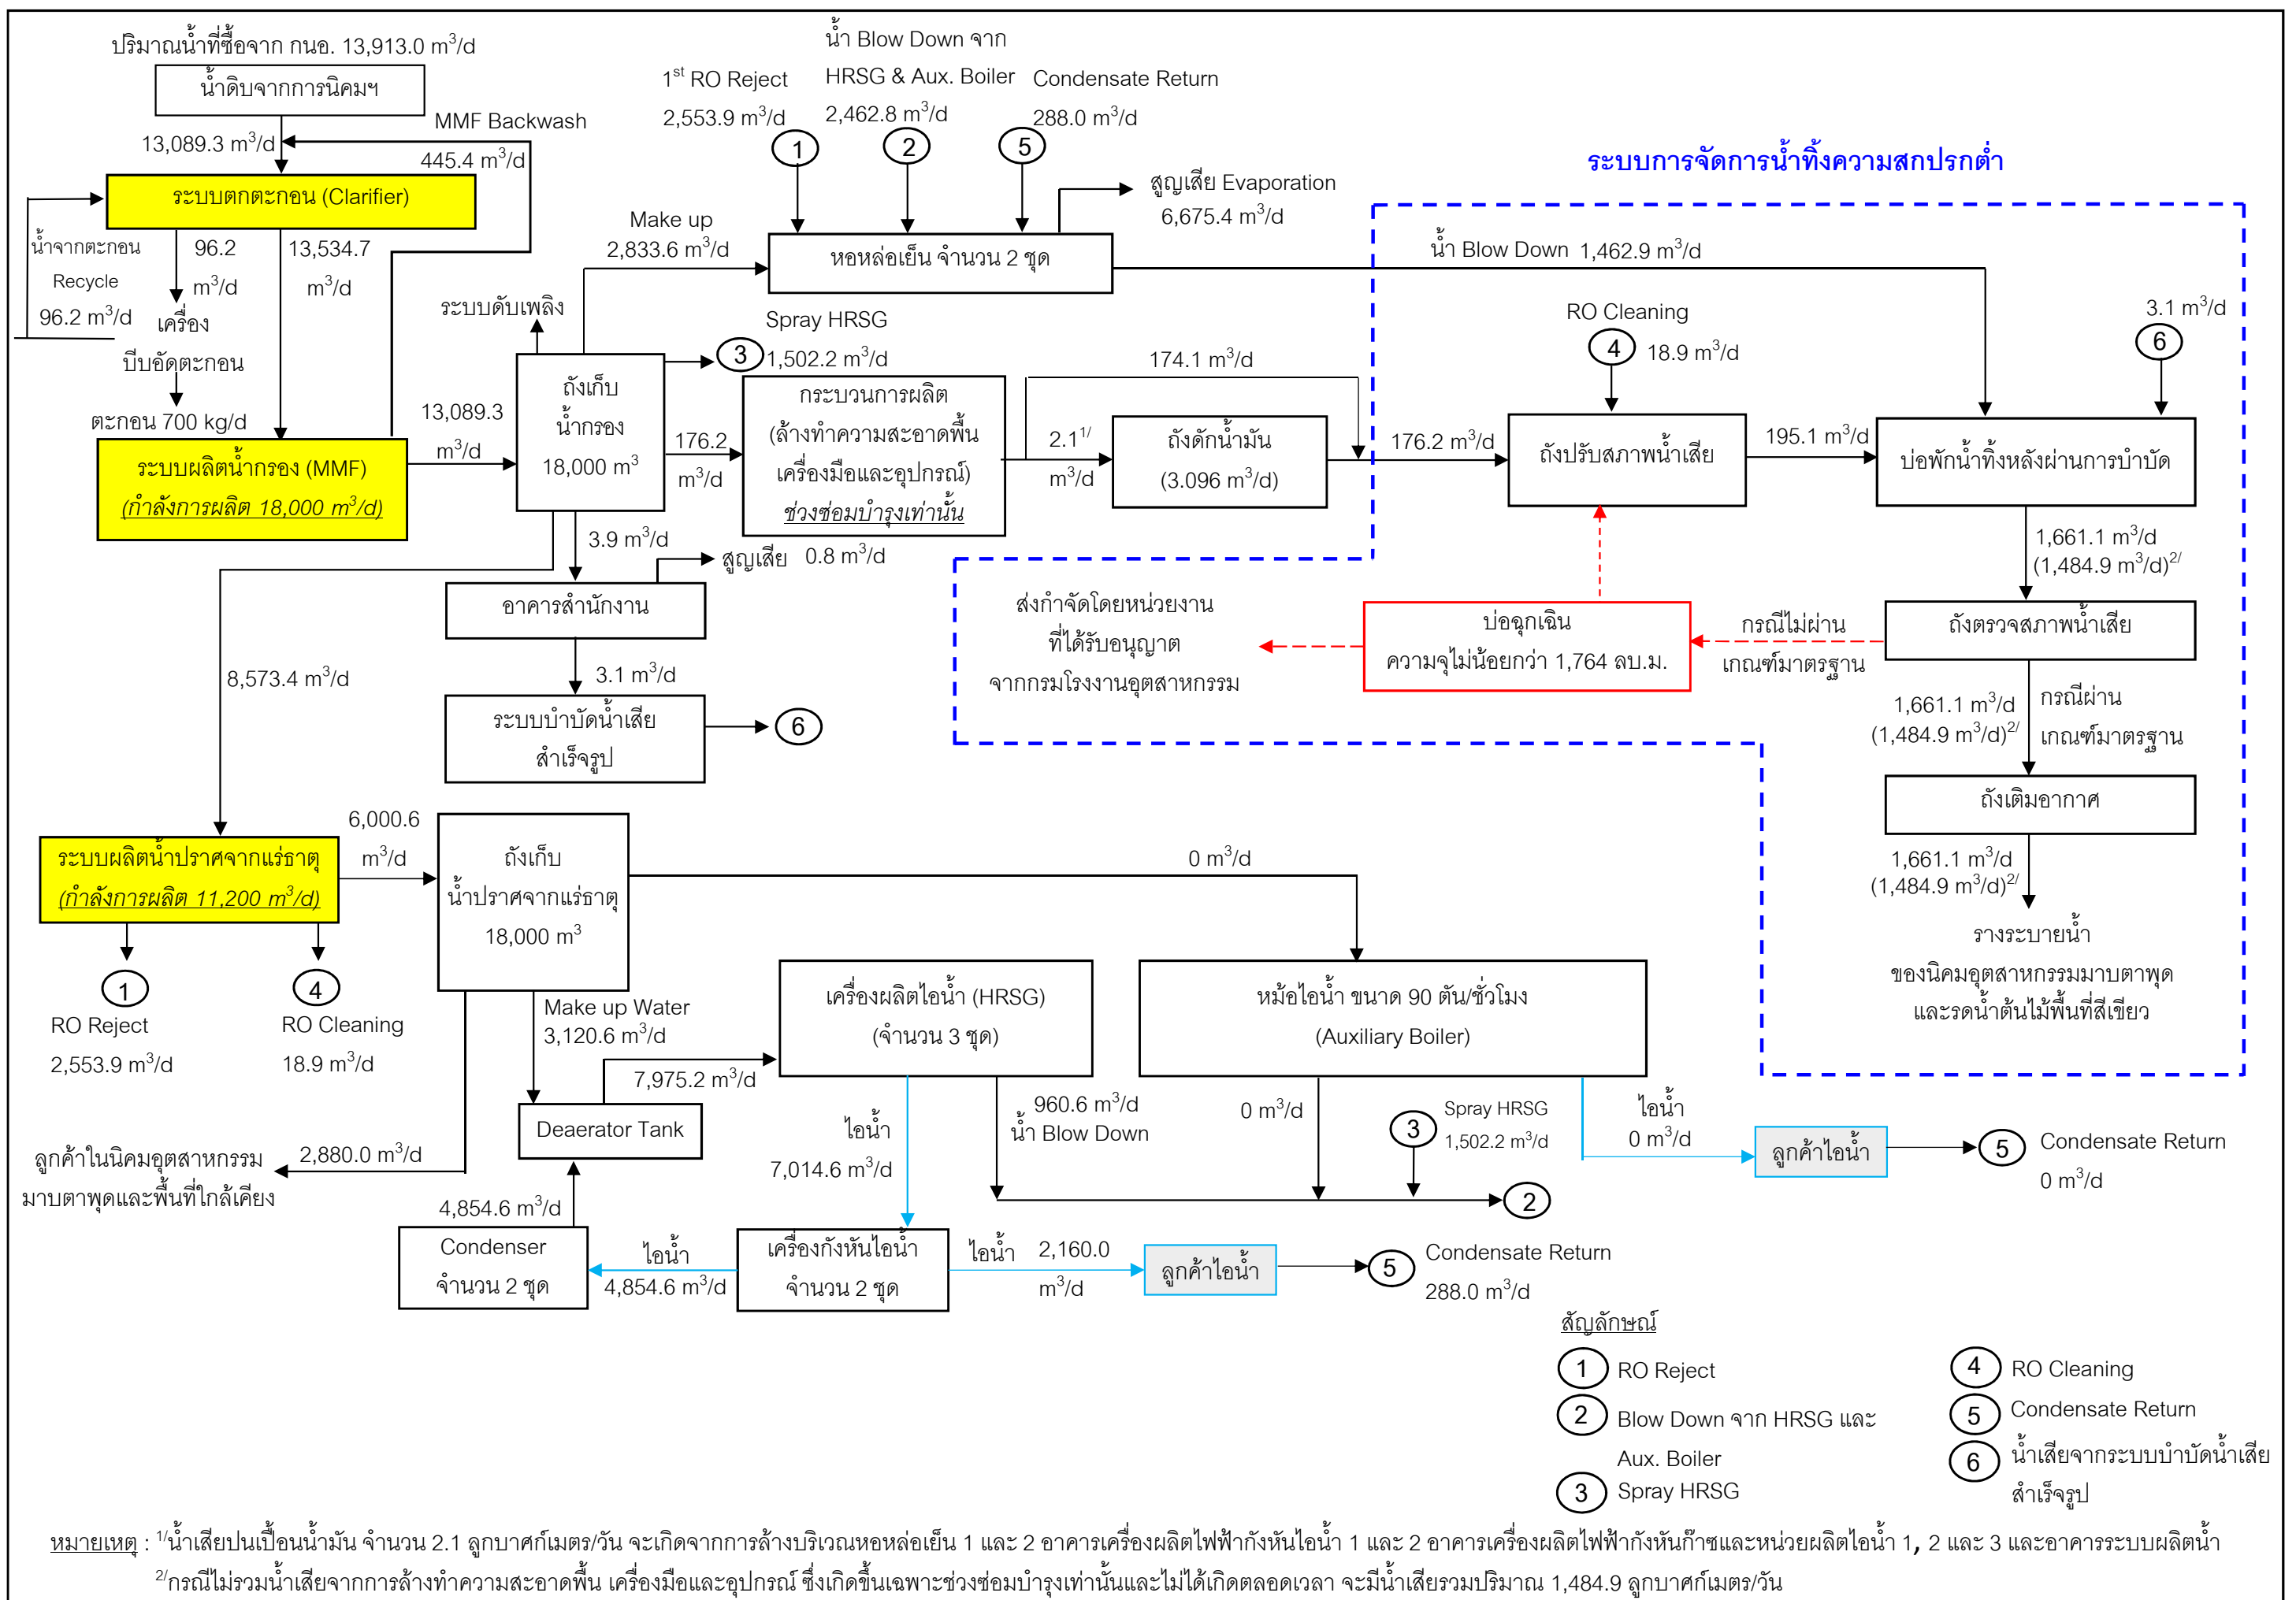 ปริมาณน้ำที่ซื้อจาก กนอ. 13,913.0 m³/d
น้ำดิบจากการนิคมฯ
13,089.3 m³/d
MMF Backwash
445.4 m³/d
ระบบตกตะกอน (Clarifier)
น้ำจากตะกอน
Recycle
96.2 m³/d
96.2
m³/d
13,534.7
m³/d
เครื่อง
บีบอัดตะกอน
ตะกอน 700 kg/d
ระบบผลิตน้ำกรอง (MMF)
(กำลังการผลิต 18,000 m³/d)
13,089.3
m³/d
ระบบดับเพลิง
ถังเก็บ
น้ำกรอง
18,000 m³
Make up
2,833.6 m³/d
1st RO Reject
2,553.9 m³/d
1
น้ำ Blow Down จาก
HRSG & Aux. Boiler
2,462.8 m³/d
2
Condensate Return
288.0 m³/d
5
สูญเสีย Evaporation
6,675.4 m³/d
หอหล่อเย็น จำนวน 2 ชุด
ระบบการจัดการน้ำทิ้งความสกปรกต่ำ
น้ำ Blow Down 1,462.9 m³/d
3
Spray HRSG
1,502.2 m³/d
176.2
m³/d
กระบวนการผลิต
(ล้างทำความสะอาดพื้น
เครื่องมือและอุปกรณ์)
ช่วงซ่อมบำรุงเท่านั้น
174.1 m³/d
2.1¹/
m³/d
ถังดักน้ำมัน
(3.096 m³/d)
176.2 m³/d
RO Cleaning
4
18.9 m³/d
ถังปรับสภาพน้ำเสีย
195.1 m³/d
3.1 m³/d
6
บ่อพักน้ำทิ้งหลังผ่านการบำบัด
1,661.1 m³/d
(1,484.9 m³/d)²/
3.9 m³/d
สูญเสีย 0.8 m³/d
อาคารสำนักงาน
3.1 m³/d
ระบบบำบัดน้ำเสีย
สำเร็จรูป
6
ส่งกำจัดโดยหน่วยงาน
ที่ได้รับอนุญาต
จากกรมโรงงานอุตสาหกรรม
บ่อฉุกเฉิน
ความจุไม่น้อยกว่า 1,764 ลบ.ม.
กรณีไม่ผ่าน
เกณฑ์มาตรฐาน
ถังตรวจสภาพน้ำเสีย
1,661.1 m³/d
(1,484.9 m³/d)²/
กรณีผ่าน
เกณฑ์มาตรฐาน
ถังเติมอากาศ
1,661.1 m³/d
(1,484.9 m³/d)²/
รางระบายน้ำ
ของนิคมอุตสาหกรรมมาบตาพุด
และรดน้ำต้นไม้พื้นที่สีเขียว
8,573.4 m³/d
ระบบผลิตน้ำปราศจากแร่ธาตุ
(กำลังการผลิต 11,200 m³/d)
6,000.6
m³/d
1
RO Reject
2,553.9 m³/d
4
RO Cleaning
18.9 m³/d
ถังเก็บ
น้ำปราศจากแร่ธาตุ
18,000 m³
0 m³/d
Make up Water
3,120.6 m³/d
7,975.2 m³/d
Deaerator Tank
2,880.0 m³/d
ลูกค้าในนิคมอุตสาหกรรม
มาบตาพุดและพื้นที่ใกล้เคียง
4,854.6 m³/d
Condenser
จำนวน 2 ชุด
ไอน้ำ
4,854.6 m³/d
เครื่องผลิตไอน้ำ (HRSG)
(จำนวน 3 ชุด)
ไอน้ำ
7,014.6 m³/d
960.6 m³/d
น้ำ Blow Down
เครื่องกังหันไอน้ำ
จำนวน 2 ชุด
ไอน้ำ 2,160.0
m³/d
ลูกค้าไอน้ำ
5
Condensate Return
288.0 m³/d
หม้อไอน้ำ ขนาด 90 ตัน/ชั่วโมง
(Auxiliary Boiler)
0 m³/d
3
Spray HRSG
1,502.2 m³/d
2
ไอน้ำ
0 m³/d
ลูกค้าไอน้ำ
5
Condensate Return
0 m³/d
สัญลักษณ์
1 RO Reject
2 Blow Down จาก HRSG และ
Aux. Boiler
3 Spray HRSG
4 RO Cleaning
5 Condensate Return
6 น้ำเสียจากระบบบำบัดน้ำเสีย
สำเร็จรูป
หมายเหตุ : ¹/น้ำเสียปนเปื้อนน้ำมัน จำนวน 2.1 ลูกบาศก์เมตร/วัน จะเกิดจากการล้างบริเวณหอหล่อเย็น 1 และ 2 อาคารเครื่องผลิตไฟฟ้ากังหันไอน้ำ 1 และ 2 อาคารเครื่องผลิตไฟฟ้ากังหันก๊าซและหน่วยผลิตไอน้ำ 1, 2 และ 3 และอาคารระบบผลิตน้ำ
²/กรณีไม่รวมน้ำเสียจากการล้างทำความสะอาดพื้น เครื่องมือและอุปกรณ์ ซึ่งเกิดขึ้นเฉพาะช่วงซ่อมบำรุงเท่านั้นและไม่ได้เกิดตลอดเวลา จะมีน้ำเสียรวมปริมาณ 1,484.9 ลูกบาศก์เมตร/วัน